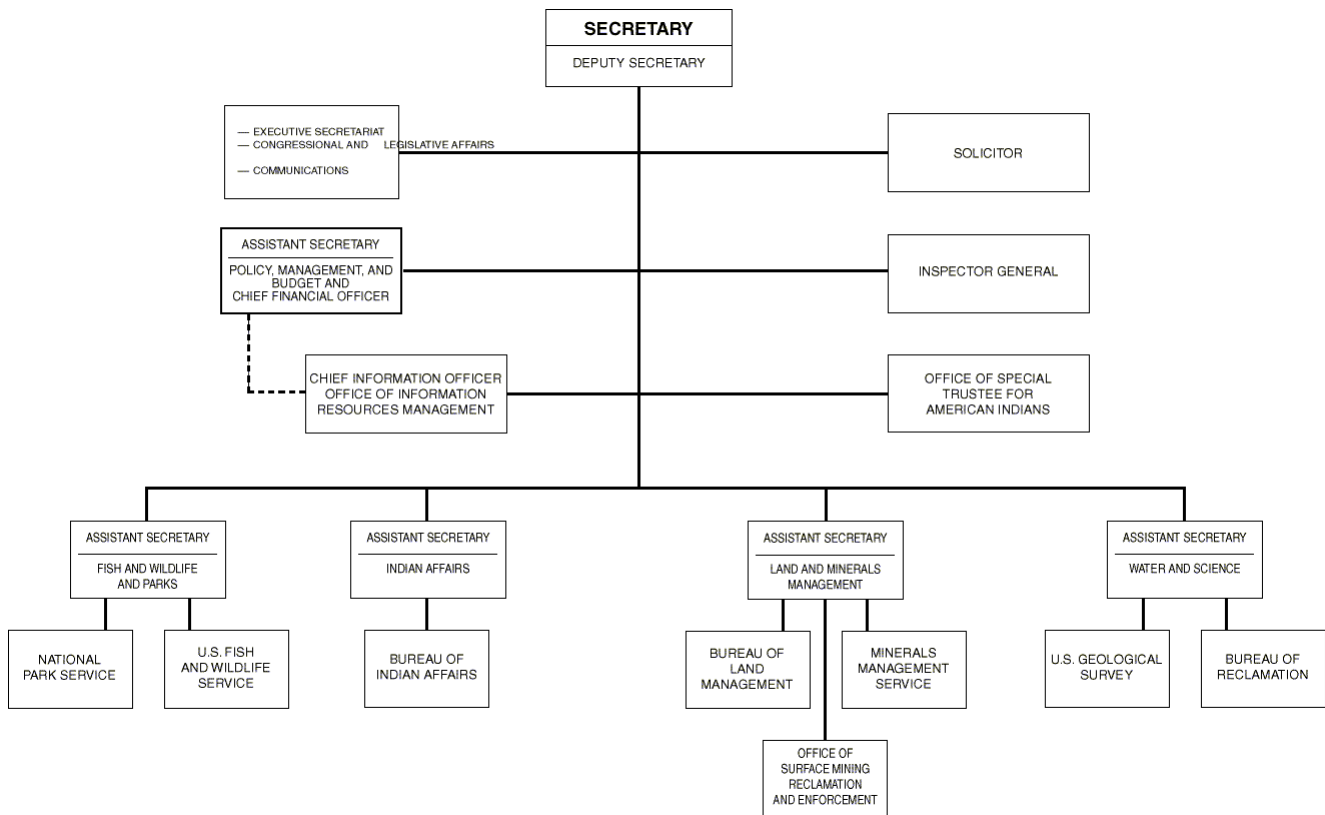 SECRETARY
DEPUTY SECRETARY
— EXECUTIVE SECRETARIAT
— CONGRESSIONAL AND LEGISLATIVE AFFAIRS
— COMMUNICATIONS
SOLICITOR
ASSISTANT SECRETARY
POLICY, MANAGEMENT, AND
BUDGET AND
CHIEF FINANCIAL OFFICER
INSPECTOR GENERAL
CHIEF INFORMATION OFFICER
OFFICE OF INFORMATION
RESOURCES MANAGEMENT
OFFICE OF SPECIAL
TRUSTEE FOR
AMERICAN INDIANS
ASSISTANT SECRETARY
FISH AND WILDLIFE
AND PARKS
ASSISTANT SECRETARY
INDIAN AFFAIRS
ASSISTANT SECRETARY
LAND AND MINERALS
MANAGEMENT
ASSISTANT SECRETARY
WATER AND SCIENCE
NATIONAL
PARK SERVICE
U.S. FISH
AND WILDLIFE
SERVICE
BUREAU OF
INDIAN AFFAIRS
BUREAU OF
LAND
MANAGEMENT
MINERALS
MANAGEMENT
SERVICE
U.S. GEOLOGICAL
SURVEY
BUREAU OF
RECLAMATION
OFFICE OF
SURFACE MINING
RECLAMATION
AND ENFORCEMENT